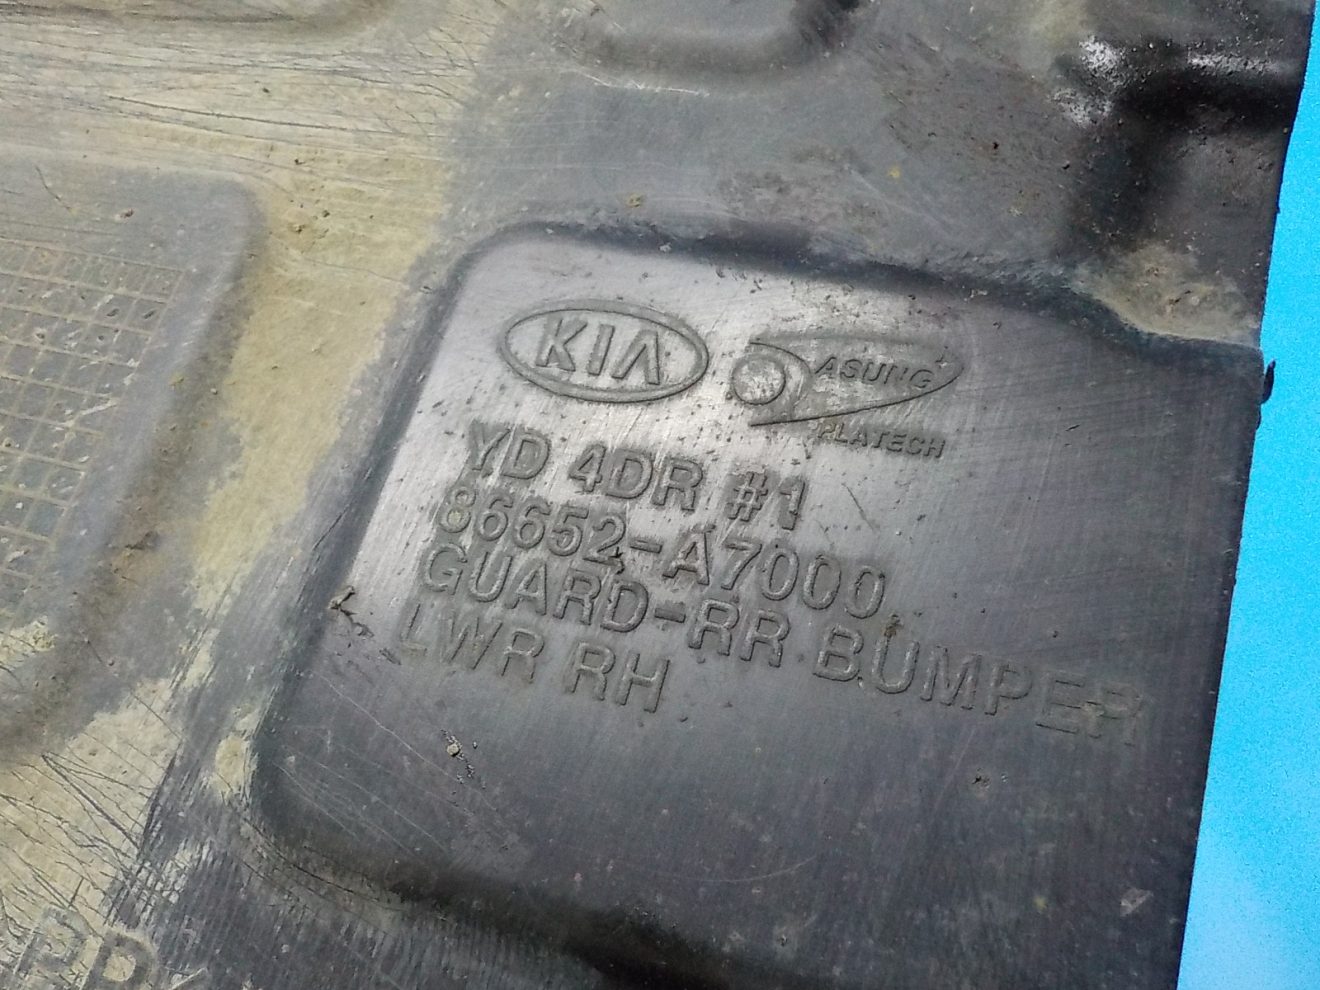 KIA
ASUNG
PLATECH
YD 4DR #1
86652-A7000
GUARD-RR BUMPER
LWR RH